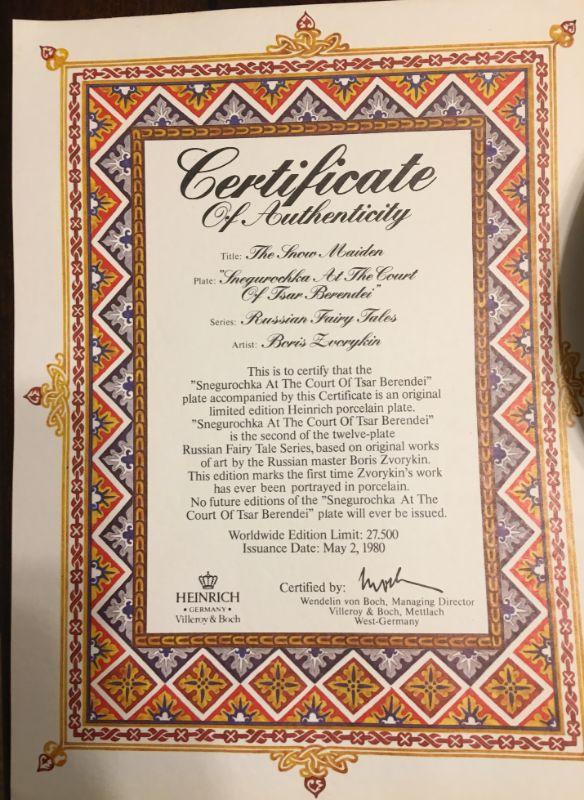 Certificate
Of Authenticity
Title: The Snow Maiden
Plate: "Snegurochka At The Court
Of Tsar Berendei"
Series: Russian Fairy Tales
Artist: Boris Zvorykin
This is to certify that the
"Snegurochka At The Court Of Tsar Berendei"
plate accompanied by this Certificate is an original
limited edition Heinrich porcelain plate.
"Snegurochka At The Court Of Tsar Berendei"
is the second of the twelve-plate
Russian Fairy Tale Series, based on original works
of art by the Russian master Boris Zvorykin.
This edition marks the first time Zvorykin's work
has ever been portrayed in porcelain.
No future editions of the "Snegurochka At The
Court Of Tsar Berendei" plate will ever be issued.
Worldwide Edition Limit: 27.500
Issuance Date: May 2, 1980
HEINRICH
• GERMANY •
Villeroy & Boch
Certified by:
Wendelin von Boch, Managing Director
Villeroy & Boch, Mettlach
West-Germany